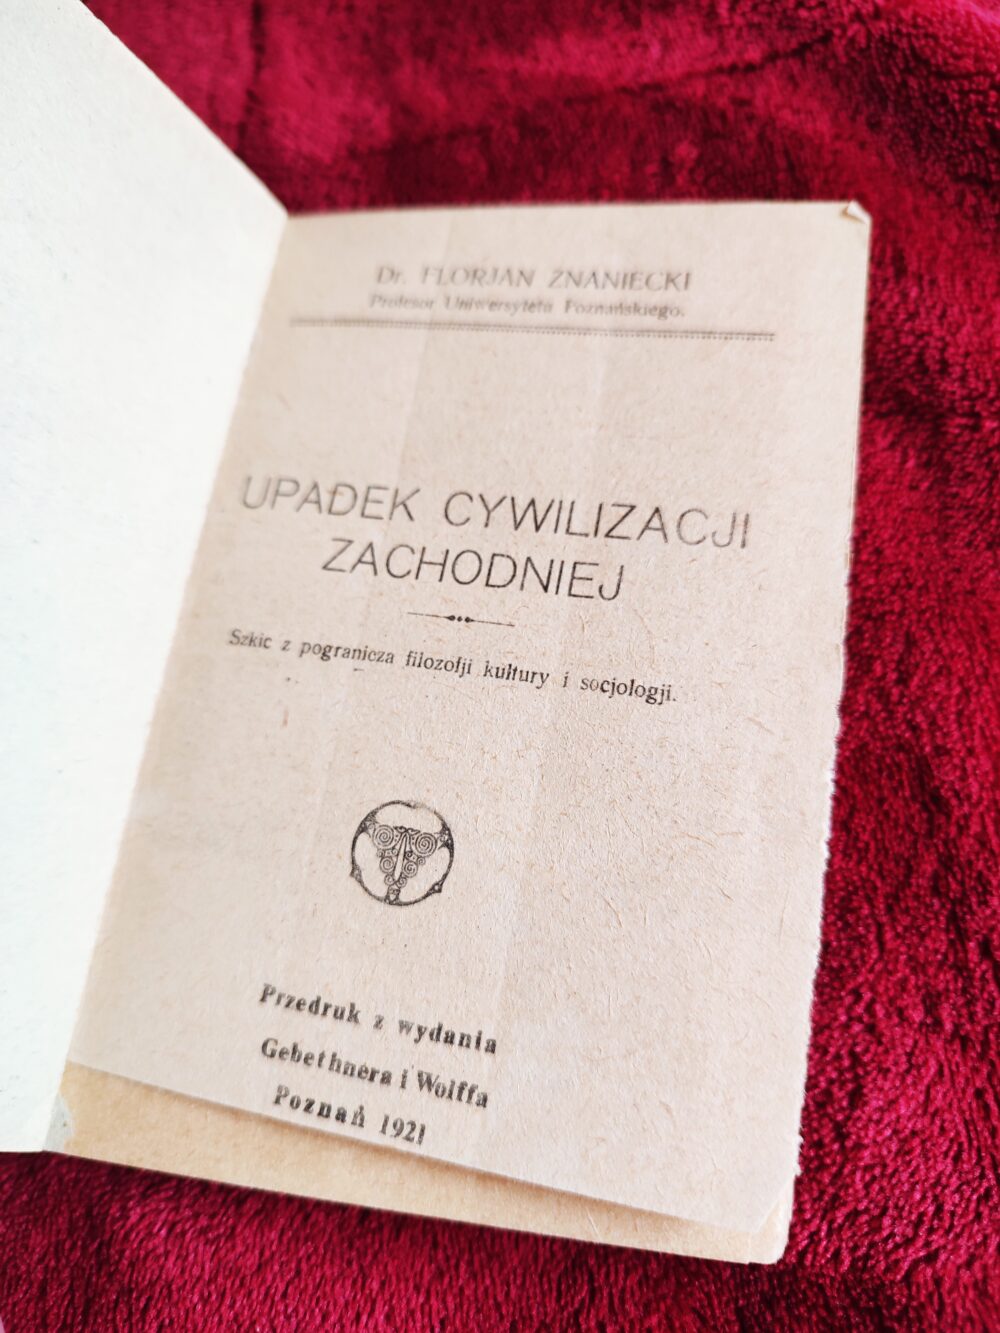 Dr. FLORJAN ZNANIECKI
Profesor Uniwersytetu Poznańskiego.
UPADEK CYWILIZACJI
ZACHODNIEJ
Szkic z pogranicza filozofji kultury i socjologji.
Przedruk z wydania
Gebethnera i Wolffa
Poznań 1921